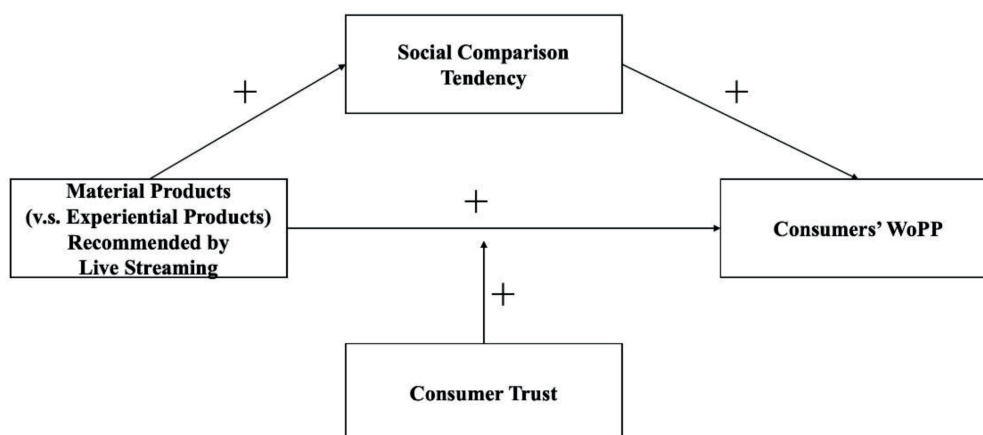 Social Comparison
Tendency
+
+
Material Products
(v.s. Experiential Products)
Recommended by
Live Streaming
+
Consumers’ WoPP
+
Consumer Trust